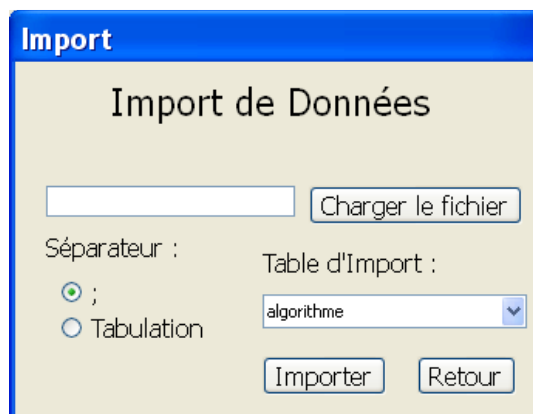 Import
Import de Données
Charger le fichier
Séparateur :
Table d'Import :
;
algorithme
Tabulation
Importer
Retour